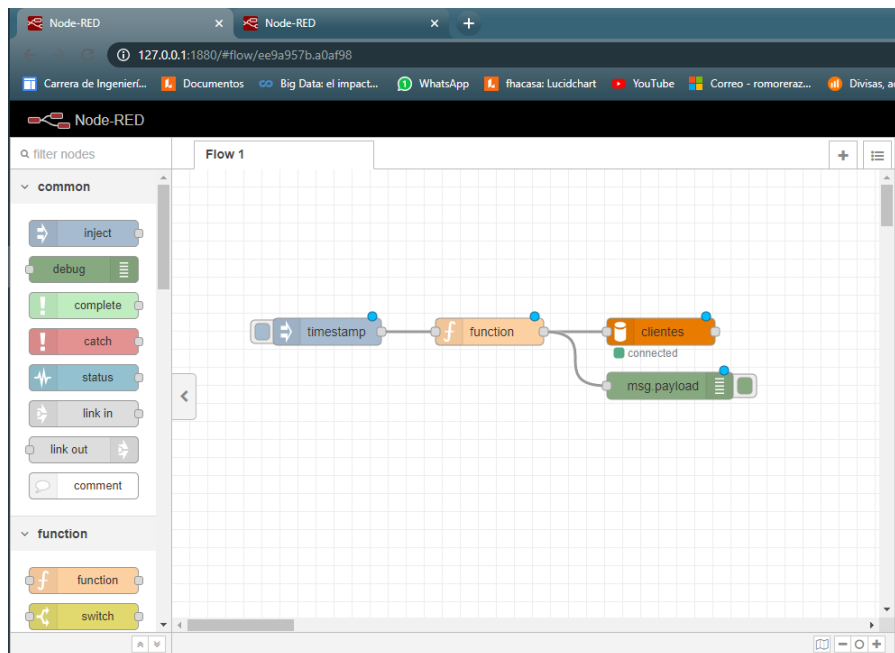 Node-RED
Node-RED
127.0.0.1:1880/#flow/ee9a957b.a0af98
Carrera de Ingenierí...
Documentos
Big Data: el impact...
WhatsApp
fhacasa: Lucidchart
YouTube
Correo - romoreraz...
Divisas, a
Node-RED
filter nodes
Flow 1
common
inject
debug
complete
catch
status
link in
link out
comment
function
function
switch
timestamp
function
clientes
connected
msg.payload